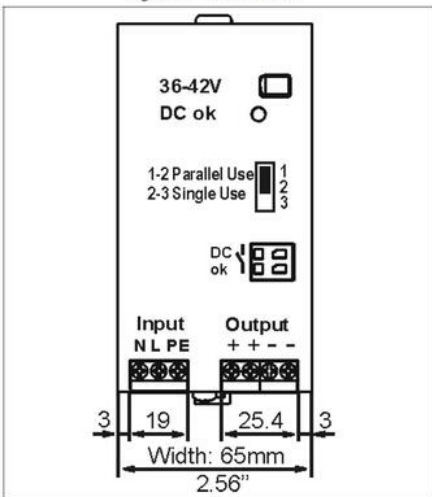 36-42V
DC ok
1-2 Parallel Use
2-3 Single Use
1
2
3
DC
ok
Input
Output
N L PE
+ + - -
3
19
25.4
3
Width: 65mm
2.56”